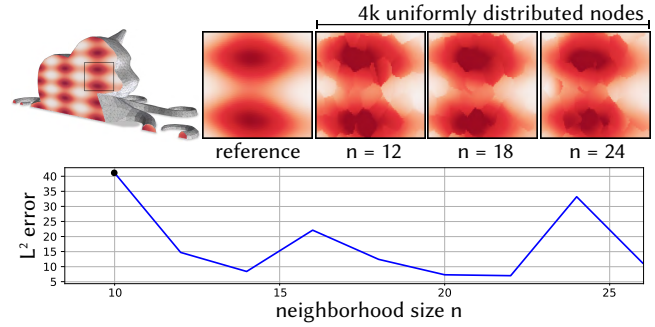 4k uniformly distributed nodes
reference
n = 12
n = 18
n = 24
L² error
40
35
30
25
20
15
10
5
10
15
20
25
neighborhood size n